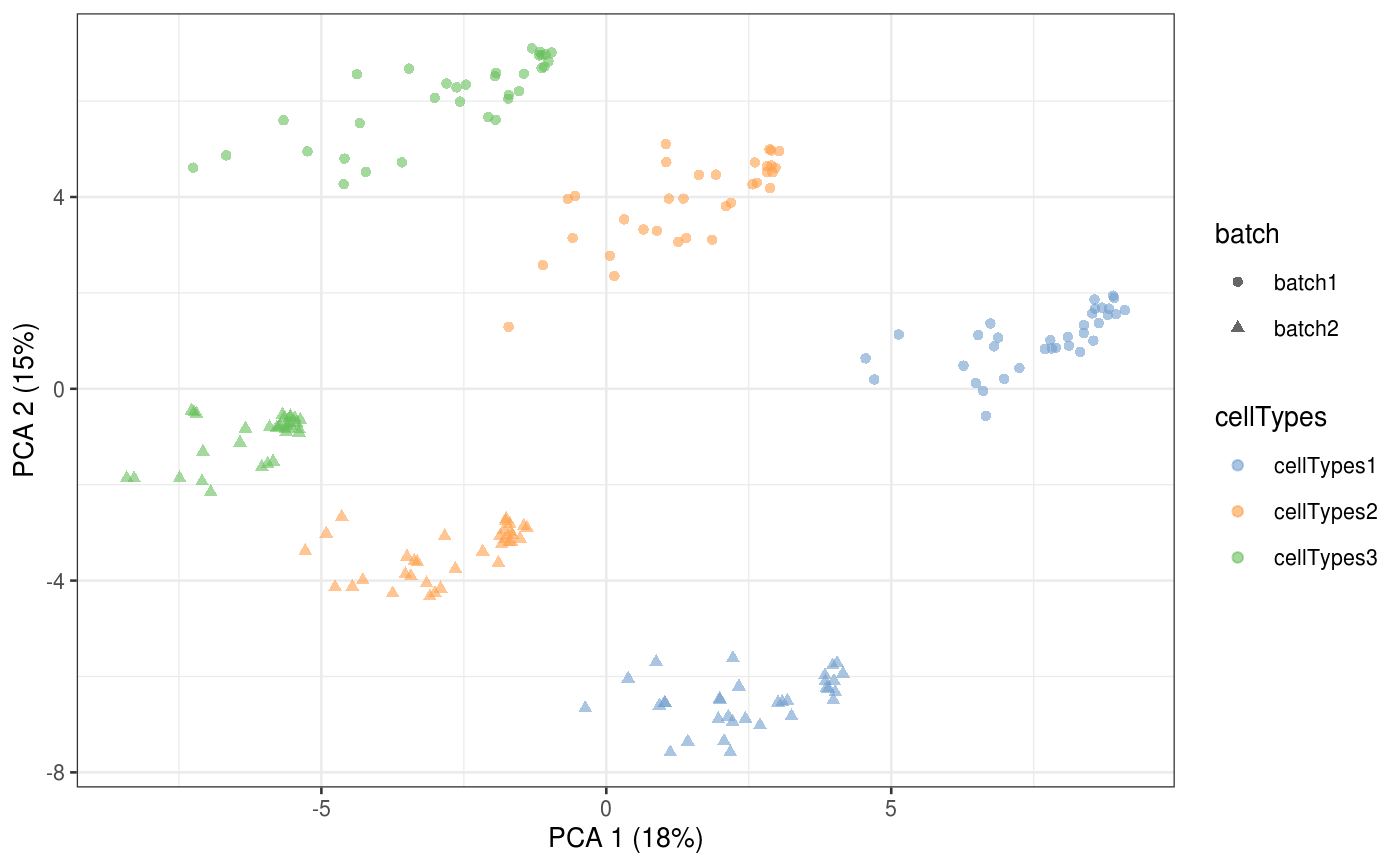 4
0
-4
-8
PCA 2 (15%)
-5
0
5
PCA 1 (18%)
batch
batch1
batch2
cellTypes
cellTypes1
cellTypes2
cellTypes3